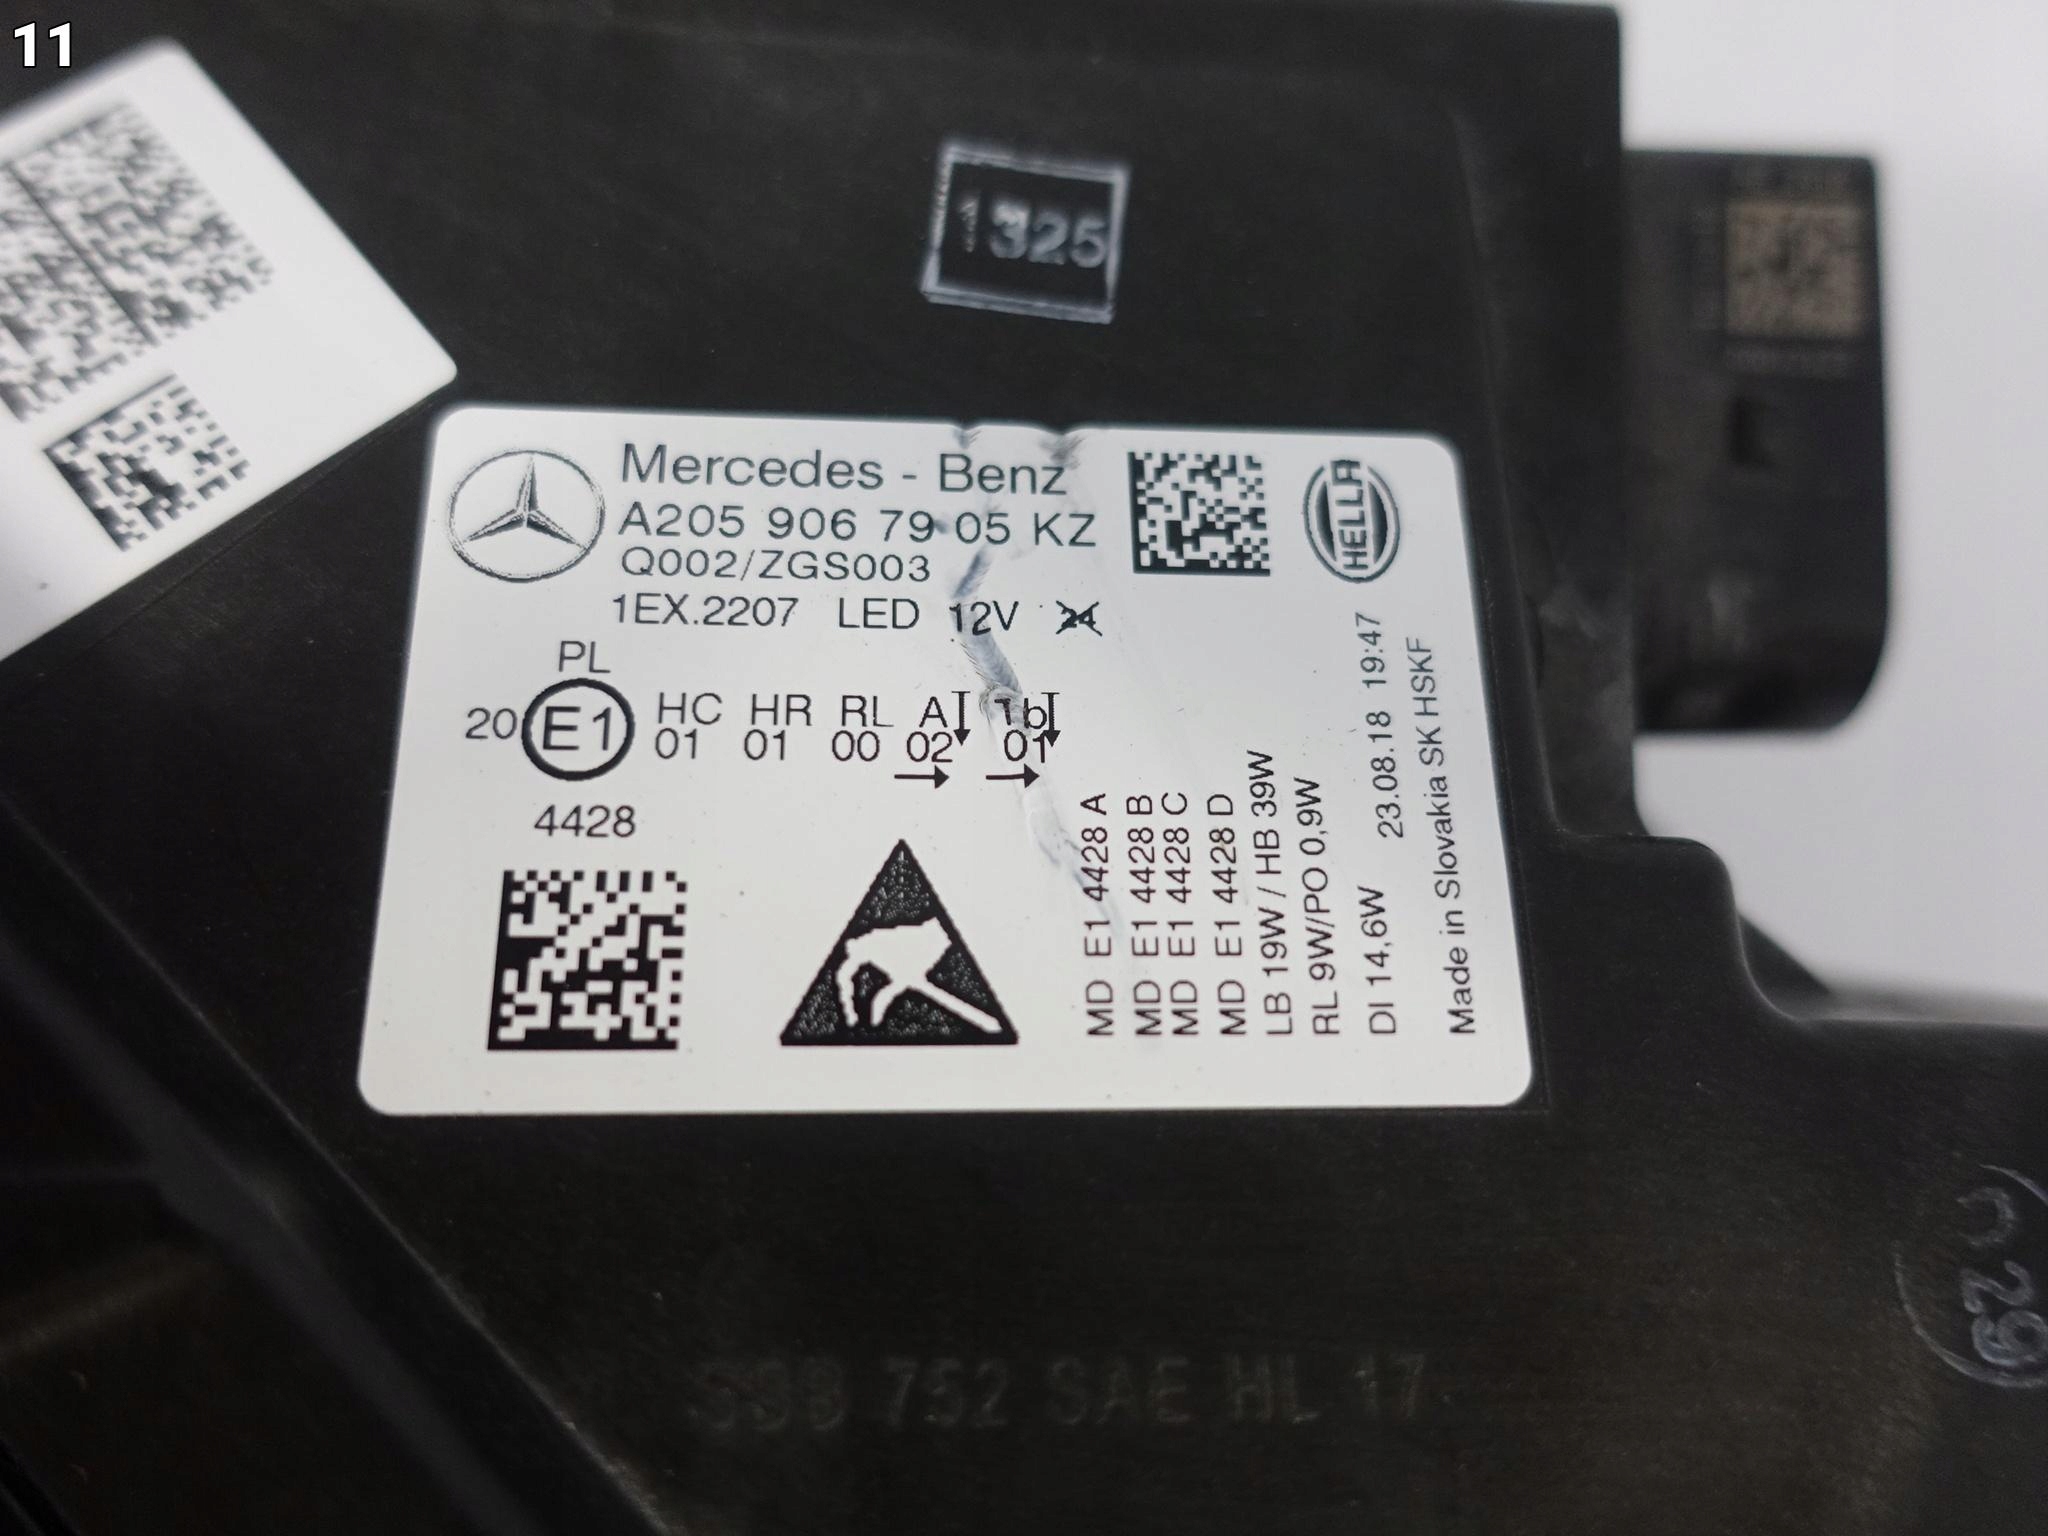 11
1325
Mercedes - Benz
A205 906 79 05 KZ
Q002/ZGS003
1EX.2207 LED 12V 24
HELLA
PL
20 E1 HC HR RL A 1b
01 01 00 02 01
4428
MD E1 4428 A
MD E1 4428 B
MD E1 4428 C
MD E1 4428 D
LB 19W / HB 39W
RL 9W/PO 0,9W
DI 14,6W
23.08.18 19:47
Made in Slovakia SK HSKF
752 SAE HL 17
29